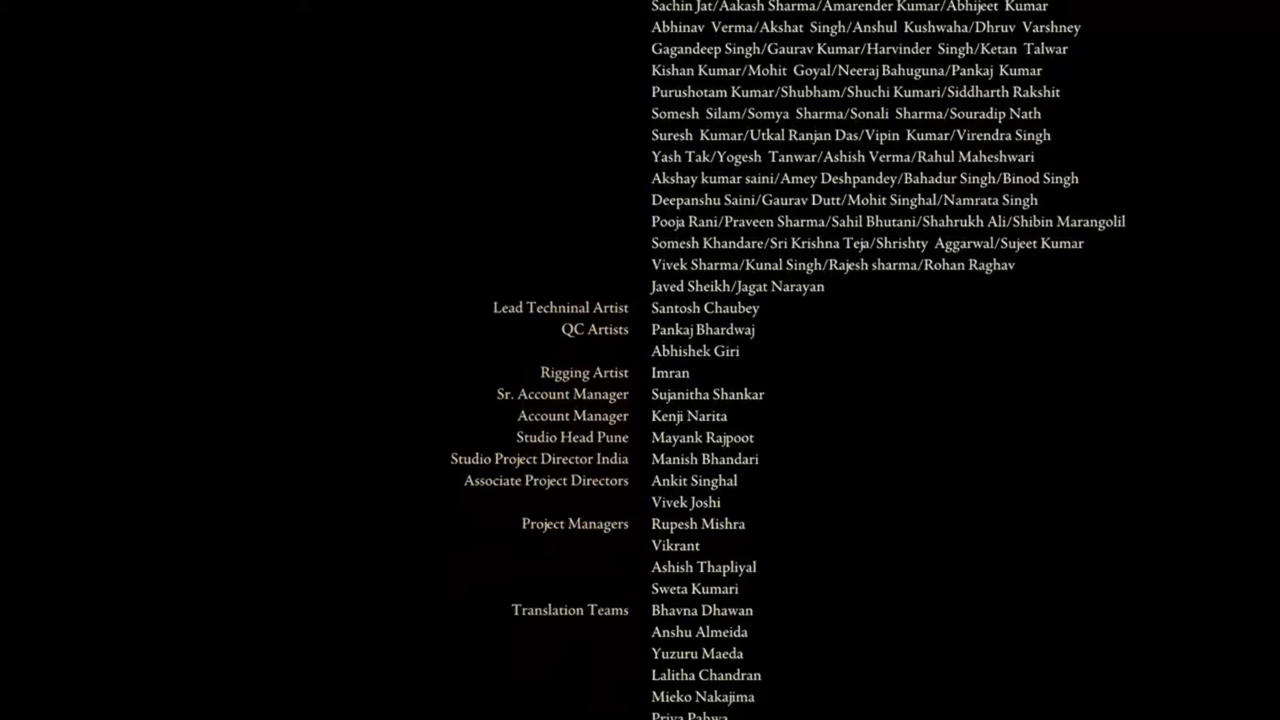 Sachin Jat/Aakash Sharma/Amarender Kumar/Abhijeet Kumar
Abhinav Verma/Akshat Singh/Anshul Kushwaha/Dhruv Varshney
Gagandeep Singh/Gaurav Kumar/Harvinder Singh/Ketan Talwar
Kishan Kumar/Mohit Goyal/Neeraj Bahuguna/Pankaj Kumar
Purushotam Kumar/Shubham/Shuchi Kumari/Siddharth Rakshit
Somesh Silam/Somya Sharma/Sonali Sharma/Souradip Nath
Suresh Kumar/Utkal Ranjan Das/Vipin Kumar/Virendra Singh
Yash Tak/Yogesh Tanwar/Ashish Verma/Rahul Maheshwari
Akshay kumar saini/Amey Deshpandey/Bahadur Singh/Binod Singh
Deepanshu Saini/Gaurav Dutt/Mohit Singhal/Namrata Singh
Pooja Rani/Praveen Sharma/Sahil Bhutani/Shahrukh Ali/Shibin Marangolil
Somesh Khandare/Sri Krishna Teja/Shrishty Aggarwal/Sujeet Kumar
Vivek Sharma/Kunal Singh/Rajesh sharma/Rohan Raghav
Javed Sheikh/Jagat Narayan
Lead Techninal Artist Santosh Chaubey
QC Artists Pankaj Bhardwaj
Abhishek Giri
Rigging Artist Imran
Sr. Account Manager Sujanitha Shankar
Account Manager Kenji Narita
Studio Head Pune Mayank Rajpoot
Studio Project Director India Manish Bhandari
Associate Project Directors Ankit Singhal
Vivek Joshi
Project Managers Rupesh Mishra
Vikrant
Ashish Thapliyal
Sweta Kumari
Translation Teams Bhavna Dhawan
Anshu Almeida
Yuzuru Maeda
Lalitha Chandran
Mieko Nakajima
Priya Pahwa